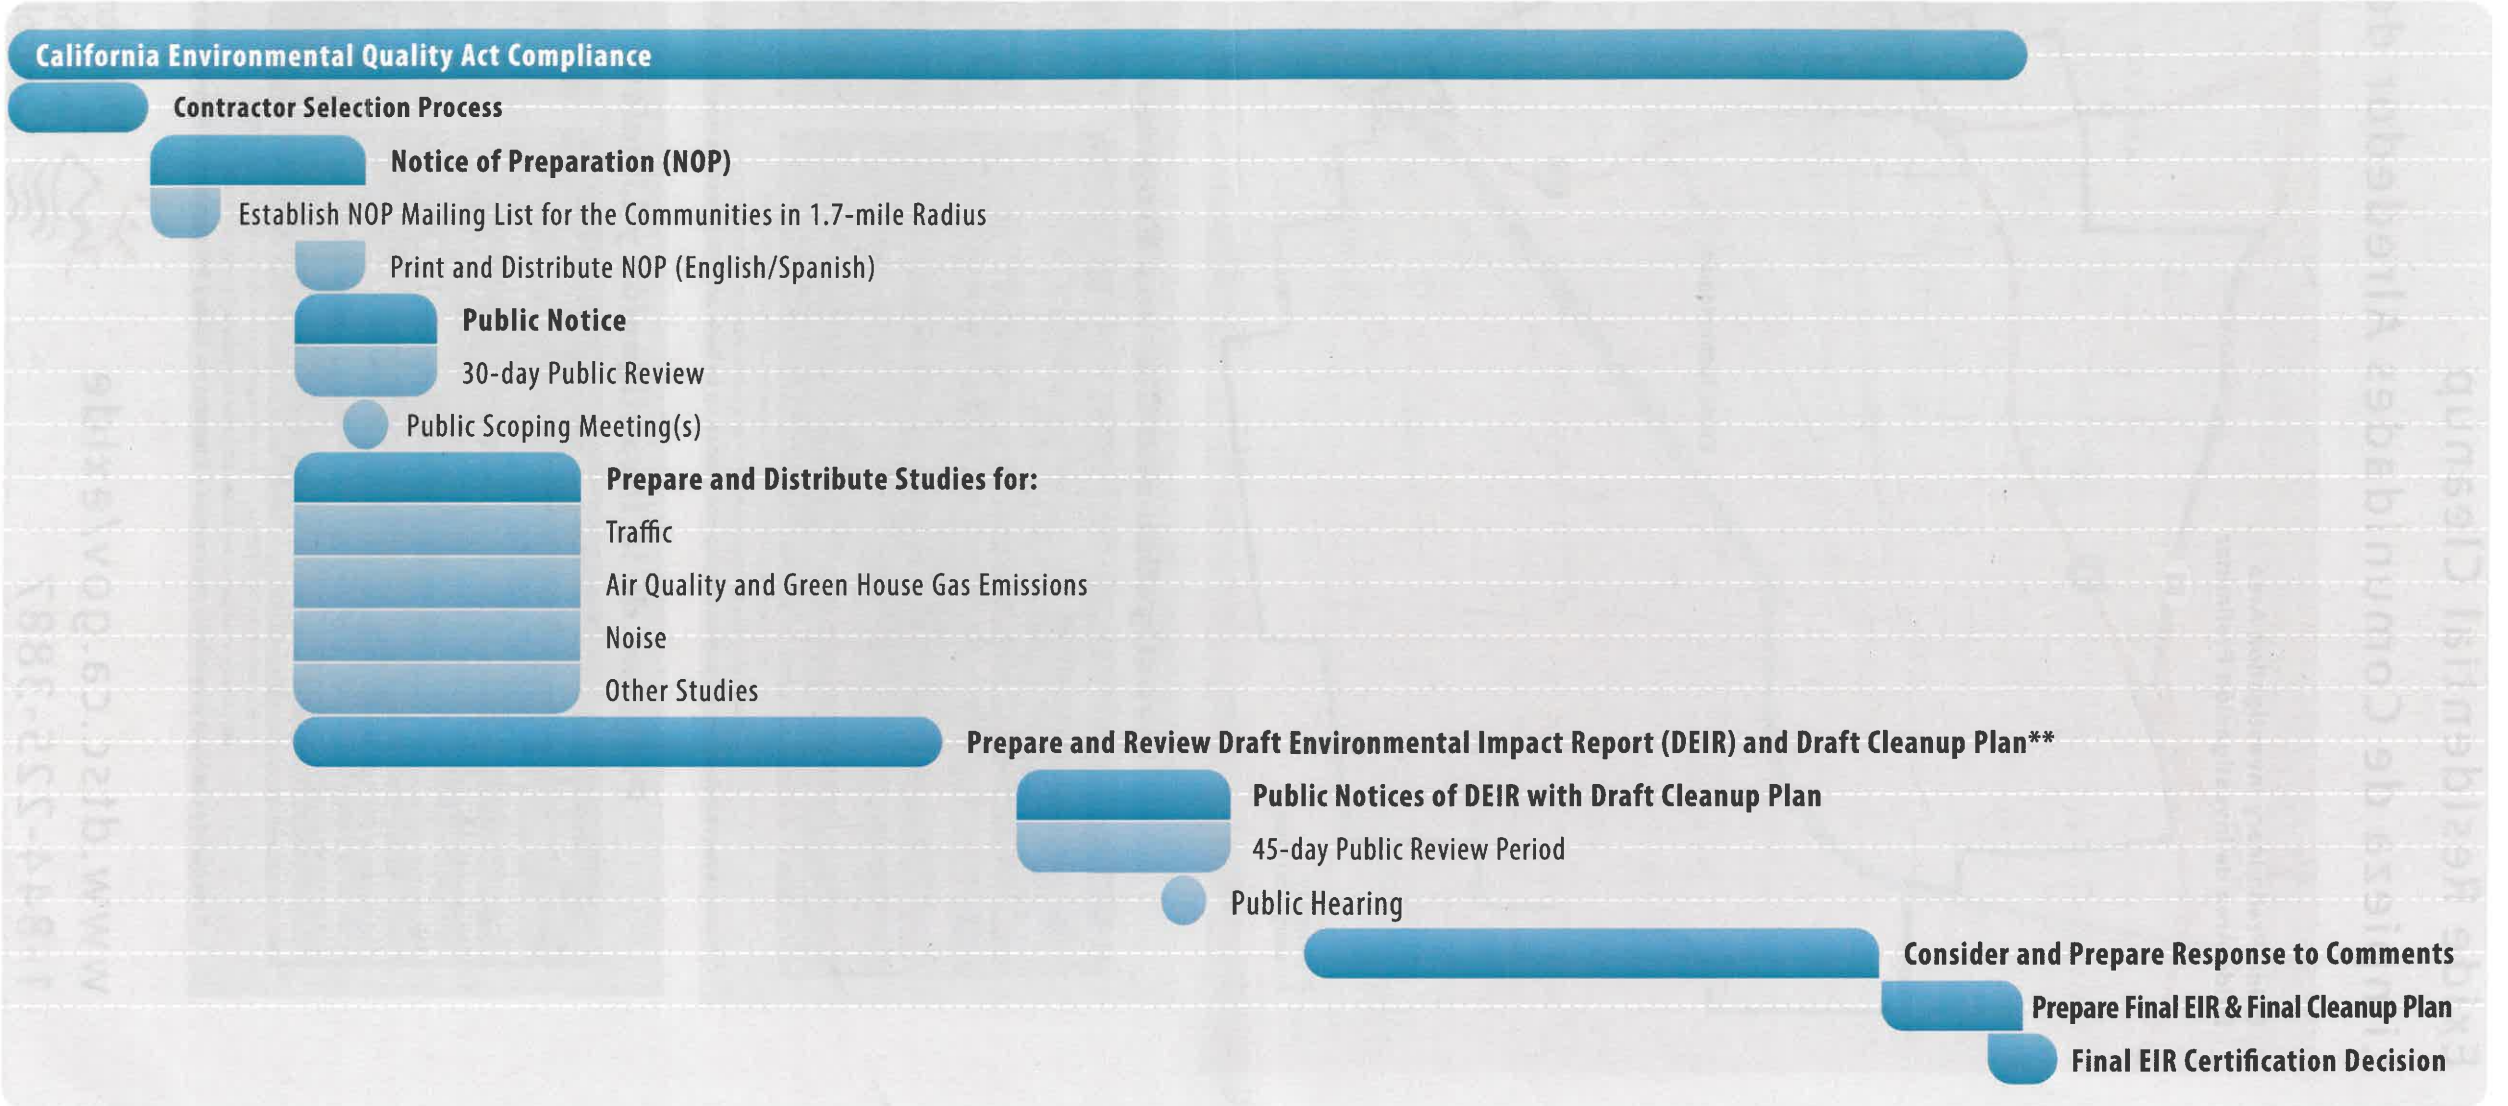 California Environmental Quality Act Compliance
Contractor Selection Process
Notice of Preparation (NOP)
Establish NOP Mailing List for the Communities in 1.7-mile Radius
Print and Distribute NOP (English/Spanish)
Public Notice
30-day Public Review
Public Scoping Meeting(s)
Prepare and Distribute Studies for:
Traffic
Air Quality and Green House Gas Emissions
Noise
Other Studies
Prepare and Review Draft Environmental Impact Report (DEIR) and Draft Cleanup Plan**
Public Notices of DEIR with Draft Cleanup Plan
45-day Public Review Period
Public Hearing
Consider and Prepare Response to Comments
Prepare Final EIR & Final Cleanup Plan
Final EIR Certification Decision